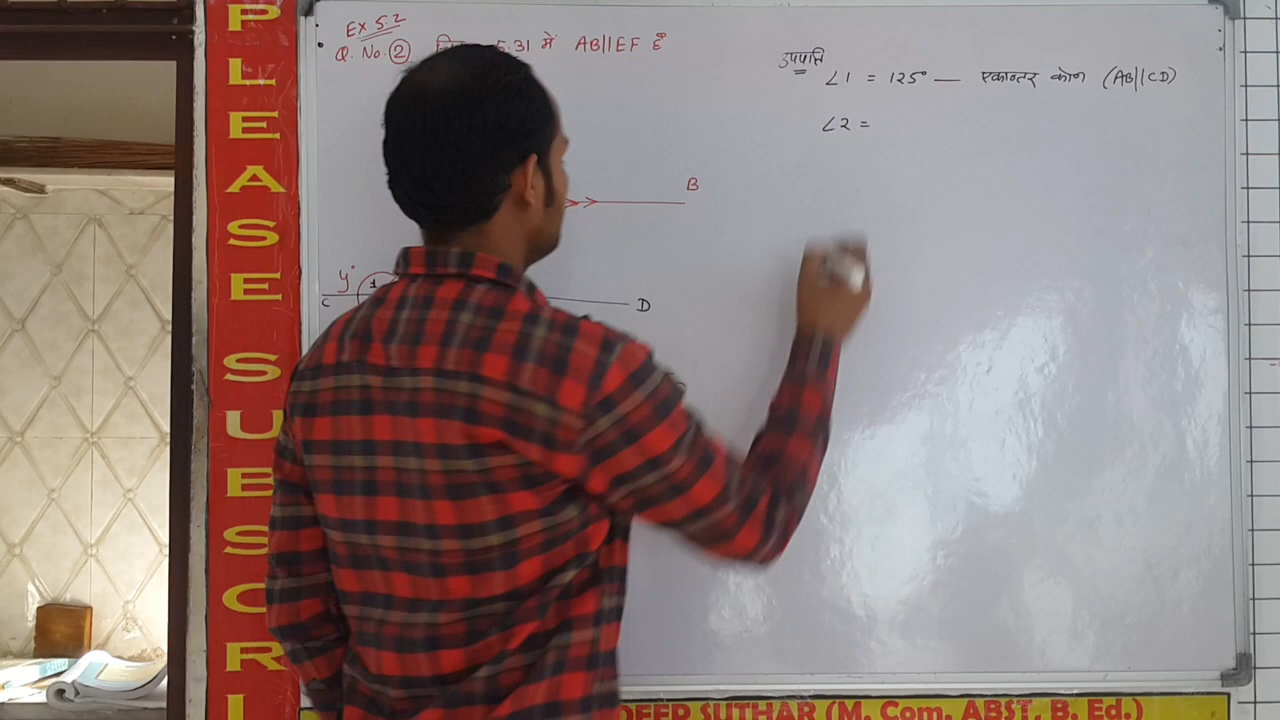 PLEASE SUBSCRI
EX 5.2
Q. No. 2 5.31 में AB||EF है
B
y°
1
C
D
उपपत्ति
∠1 = 125° — एकान्तर कोन (AB||CD)
∠2 =
DEEP SUTHAR (M. Com. ABST, B. Ed.)